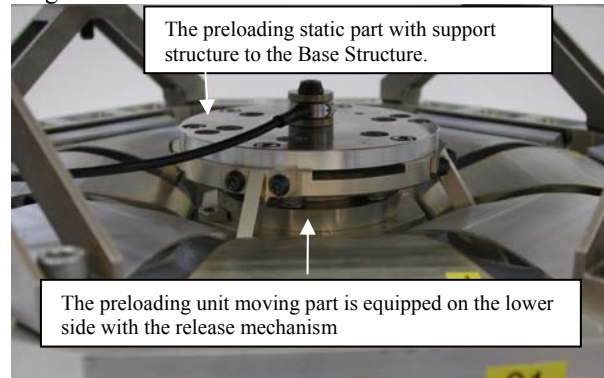 The preloading static part with support
structure to the Base Structure.
The preloading unit moving part is equipped on the lower
side with the release mechanism